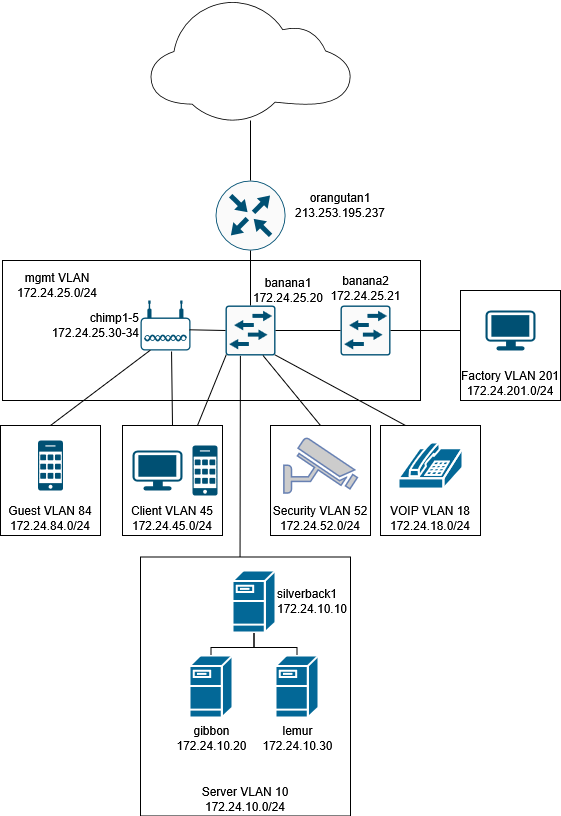 orangutan1
213.253.195.237
mgmt VLAN
172.24.25.0/24
banana1
172.24.25.20
banana2
172.24.25.21
chimp1-5
172.24.25.30-34
Factory VLAN 201
172.24.201.0/24
Guest VLAN 84
172.24.84.0/24
Client VLAN 45
172.24.45.0/24
Security VLAN 52
172.24.52.0/24
VOIP VLAN 18
172.24.18.0/24
silverback1
172.24.10.10
gibbon
172.24.10.20
lemur
172.24.10.30
Server VLAN 10
172.24.10.0/24